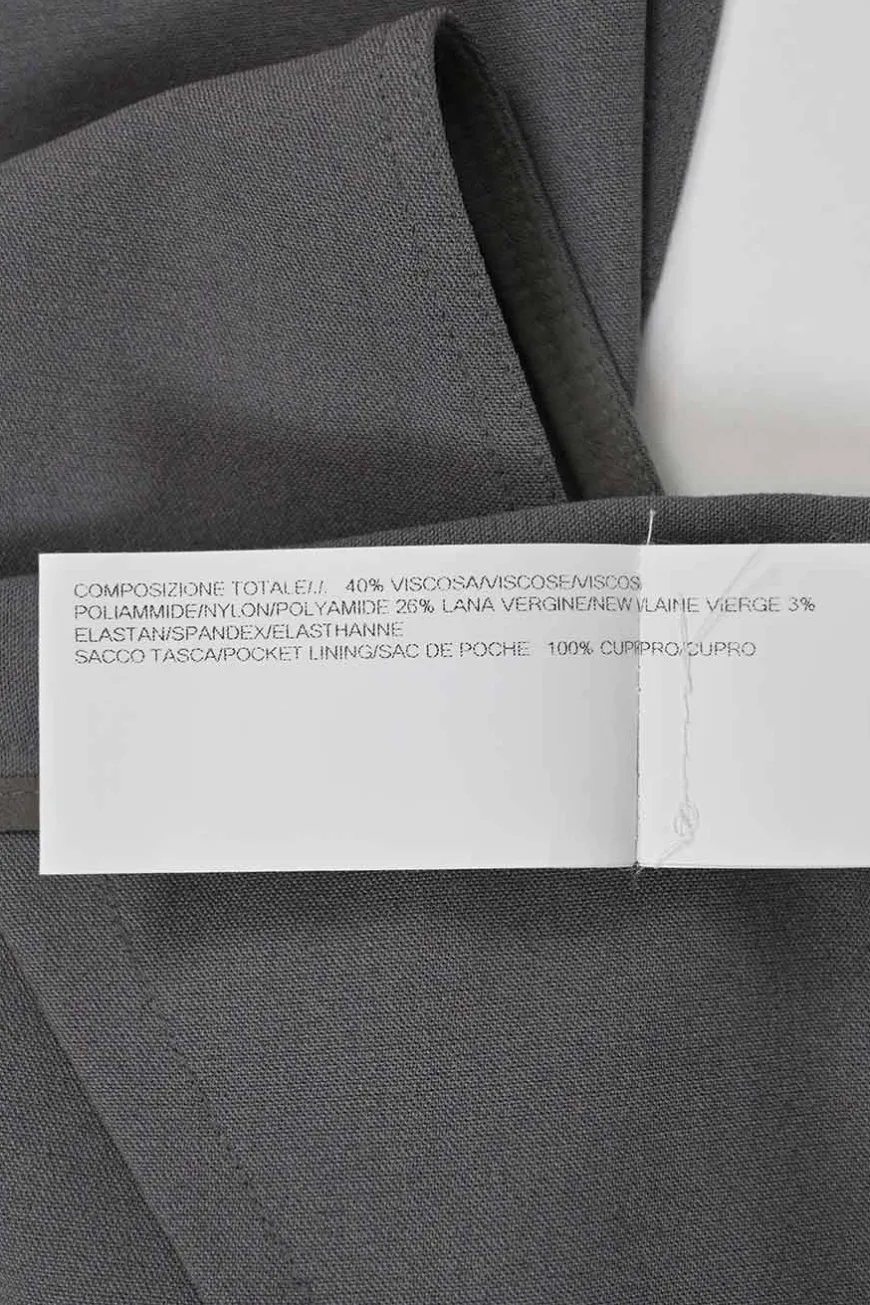 COMPOSIZIONE TOTALE/./. 40% VISCOSA/VISCOSE/VISCOS
POLIAMMIDE/NYLON/POLYAMIDE 26% LANA VERGINE/NEW /LAINE VIERGE 3%
ELASTAN/SPANDEX/ELASTHANNE
SACCO TASCA/POCKET LINING/SAC DE POCHE 100% CUPPRO/CUPRO